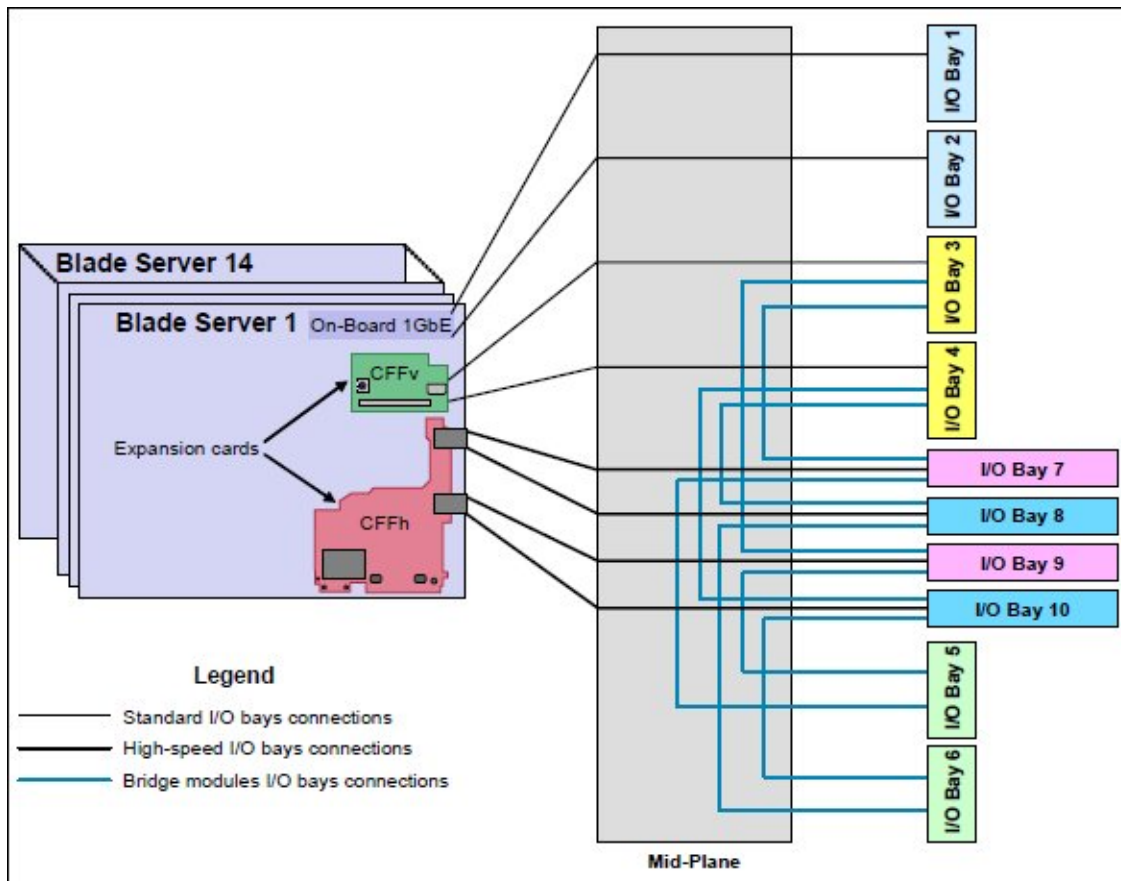 I/O Bay 1
I/O Bay 2
I/O Bay 3
I/O Bay 4
Blade Server 14
Blade Server 1
On-Board 1GbE
CFFv
Expansion cards
CFFh
I/O Bay 7
I/O Bay 8
I/O Bay 9
I/O Bay 10
I/O Bay 5
I/O Bay 6
Legend
Standard I/O bays connections
High-speed I/O bays connections
Bridge modules I/O bays connections
Mid-Plane